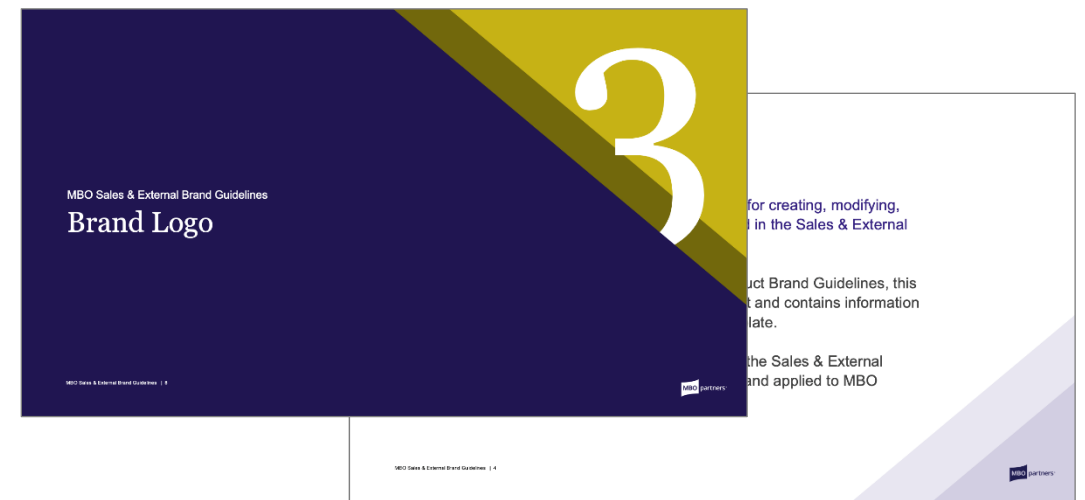 3
MBO Sales & External Brand Guidelines
Brand Logo
MBO Sales & External Brand Guidelines | 8
MBO partners
for creating, modifying,
in the Sales & External
uct Brand Guidelines, this
t and contains information
late.
the Sales & External
and applied to MBO
MBO Sales & External Brand Guidelines | 4
MBO partners